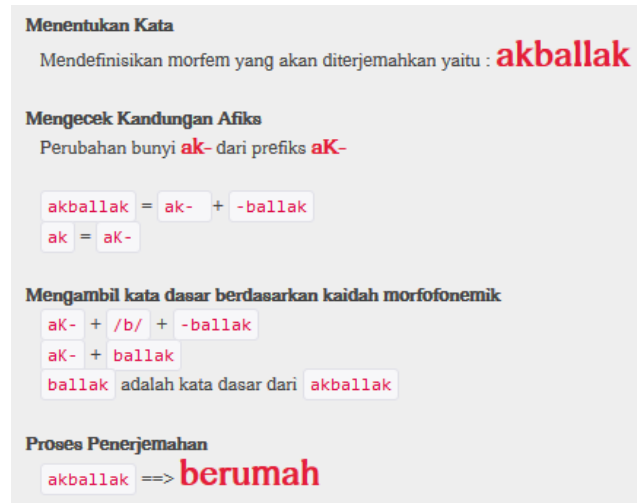 Menentukan Kata
Mendefinisikan morfem yang akan diterjemahkan yaitu : akballak
Mengecek Kandungan Afiks
Perubahan bunyi ak- dari prefiks aK-
akballak = ak- + -ballak
ak = aK-
Mengambil kata dasar berdasarkan kaidah morfofonemik
aK- + /b/ + -ballak
aK- + ballak
ballak adalah kata dasar dari akballak
Proses Penerjemahan
akballak ==> berumah